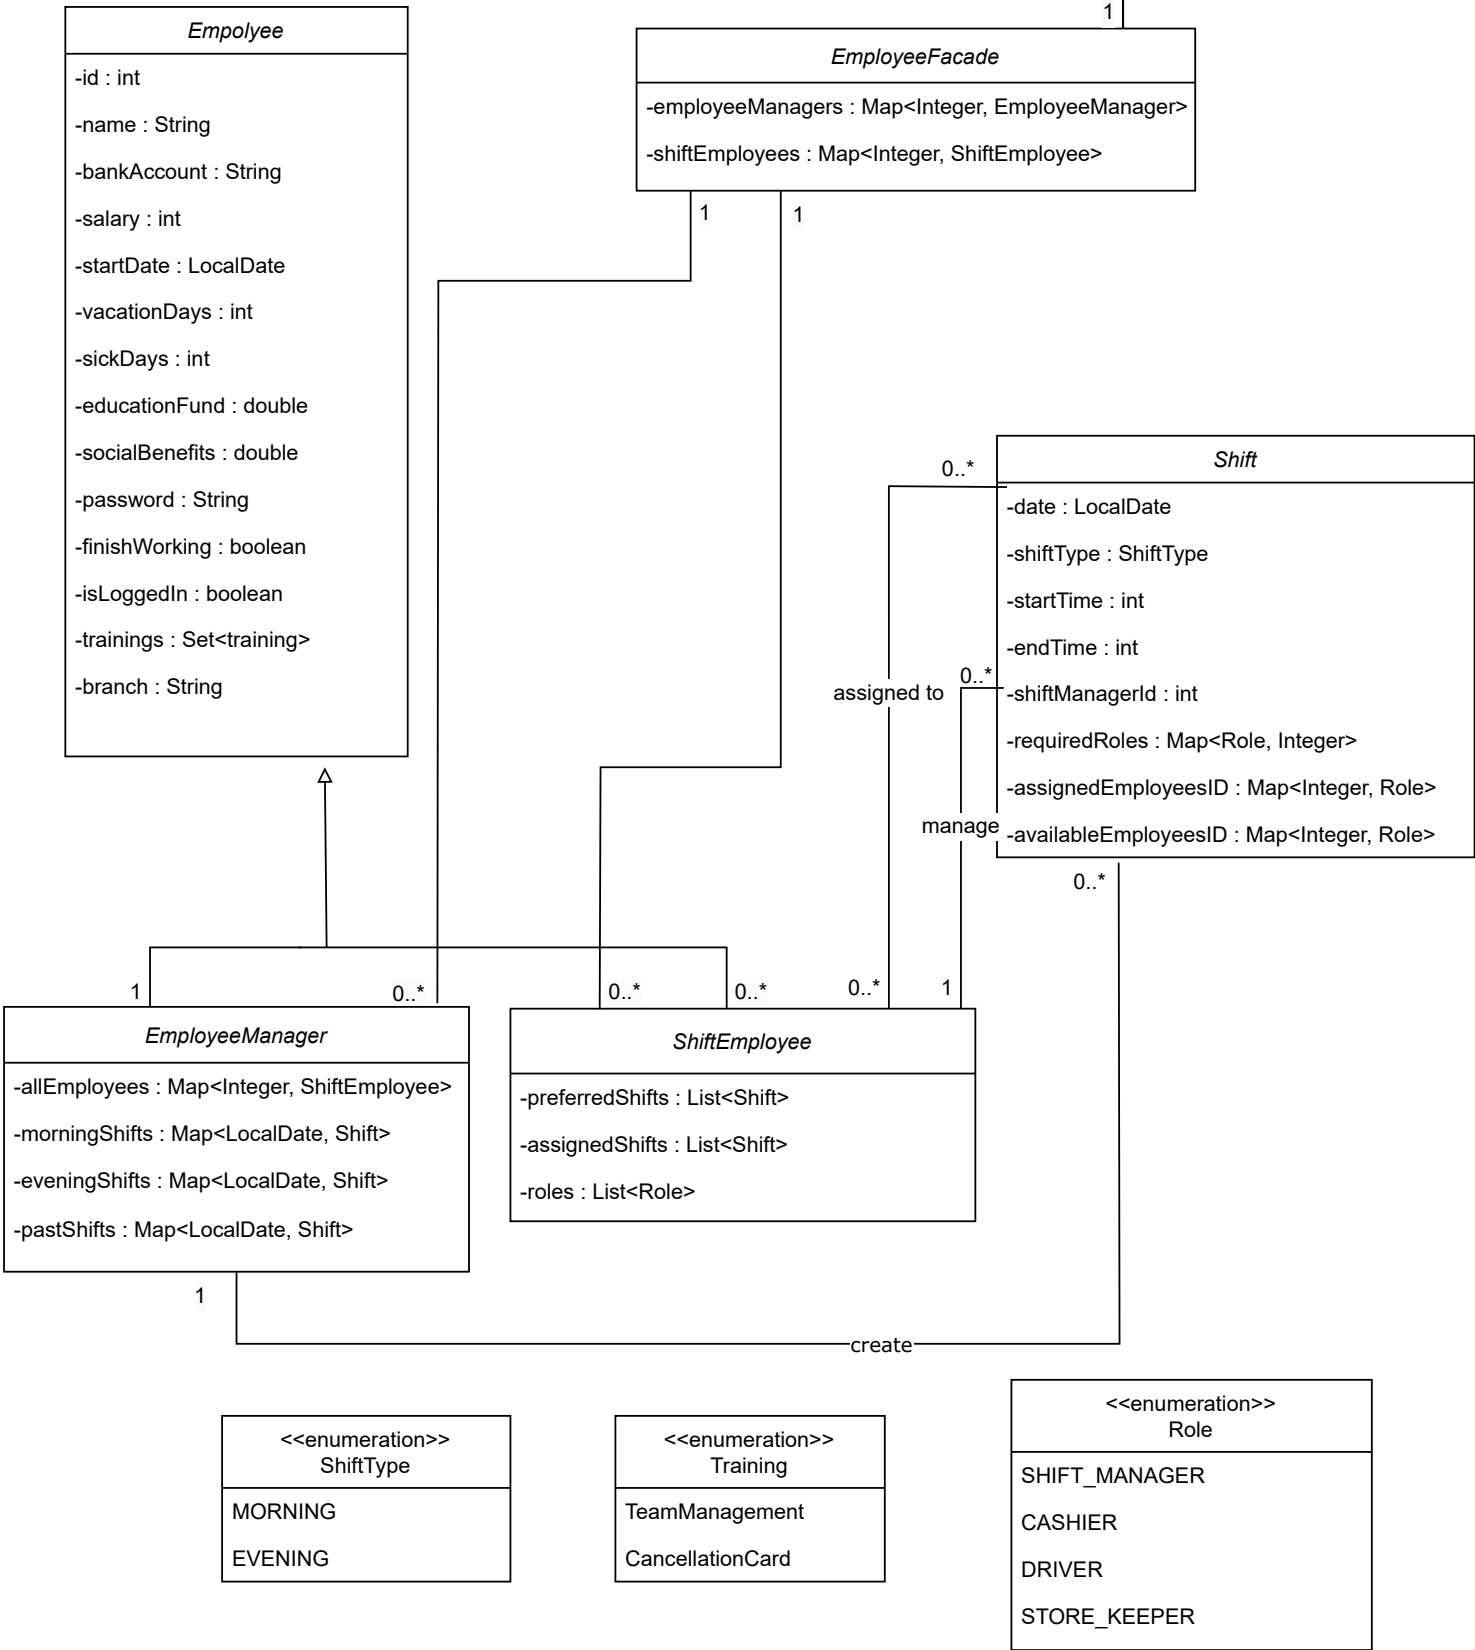 Empolyee
-id : int
-name : String
-bankAccount : String
-salary : int
-startDate : LocalDate
-vacationDays : int
-sickDays : int
-educationFund : double
-socialBenefits : double
-password : String
-finishWorking : boolean
-isLoggedIn : boolean
-trainings : Set<training>
-branch : String
1
EmployeeFacade
-employeeManagers : Map<Integer, EmployeeManager>
-shiftEmployees : Map<Integer, ShiftEmployee>
1
1
0..*
Shift
-date : LocalDate
-shiftType : ShiftType
-startTime : int
-endTime : int
-shiftManagerId : int
-requiredRoles : Map<Role, Integer>
-assignedEmployeesID : Map<Integer, Role>
-availableEmployeesID : Map<Integer, Role>
0..*
assigned to
manage
0..*
1
0..*
0..*
0..*
0..*
1
EmployeeManager
-allEmployees : Map<Integer, ShiftEmployee>
-morningShifts : Map<LocalDate, Shift>
-eveningShifts : Map<LocalDate, Shift>
-pastShifts : Map<LocalDate, Shift>
ShiftEmployee
-preferredShifts : List<Shift>
-assignedShifts : List<Shift>
-roles : List<Role>
1
create
<<enumeration>>
ShiftType
MORNING
EVENING
<<enumeration>>
Training
TeamManagement
CancellationCard
<<enumeration>>
Role
SHIFT_MANAGER
CASHIER
DRIVER
STORE_KEEPER